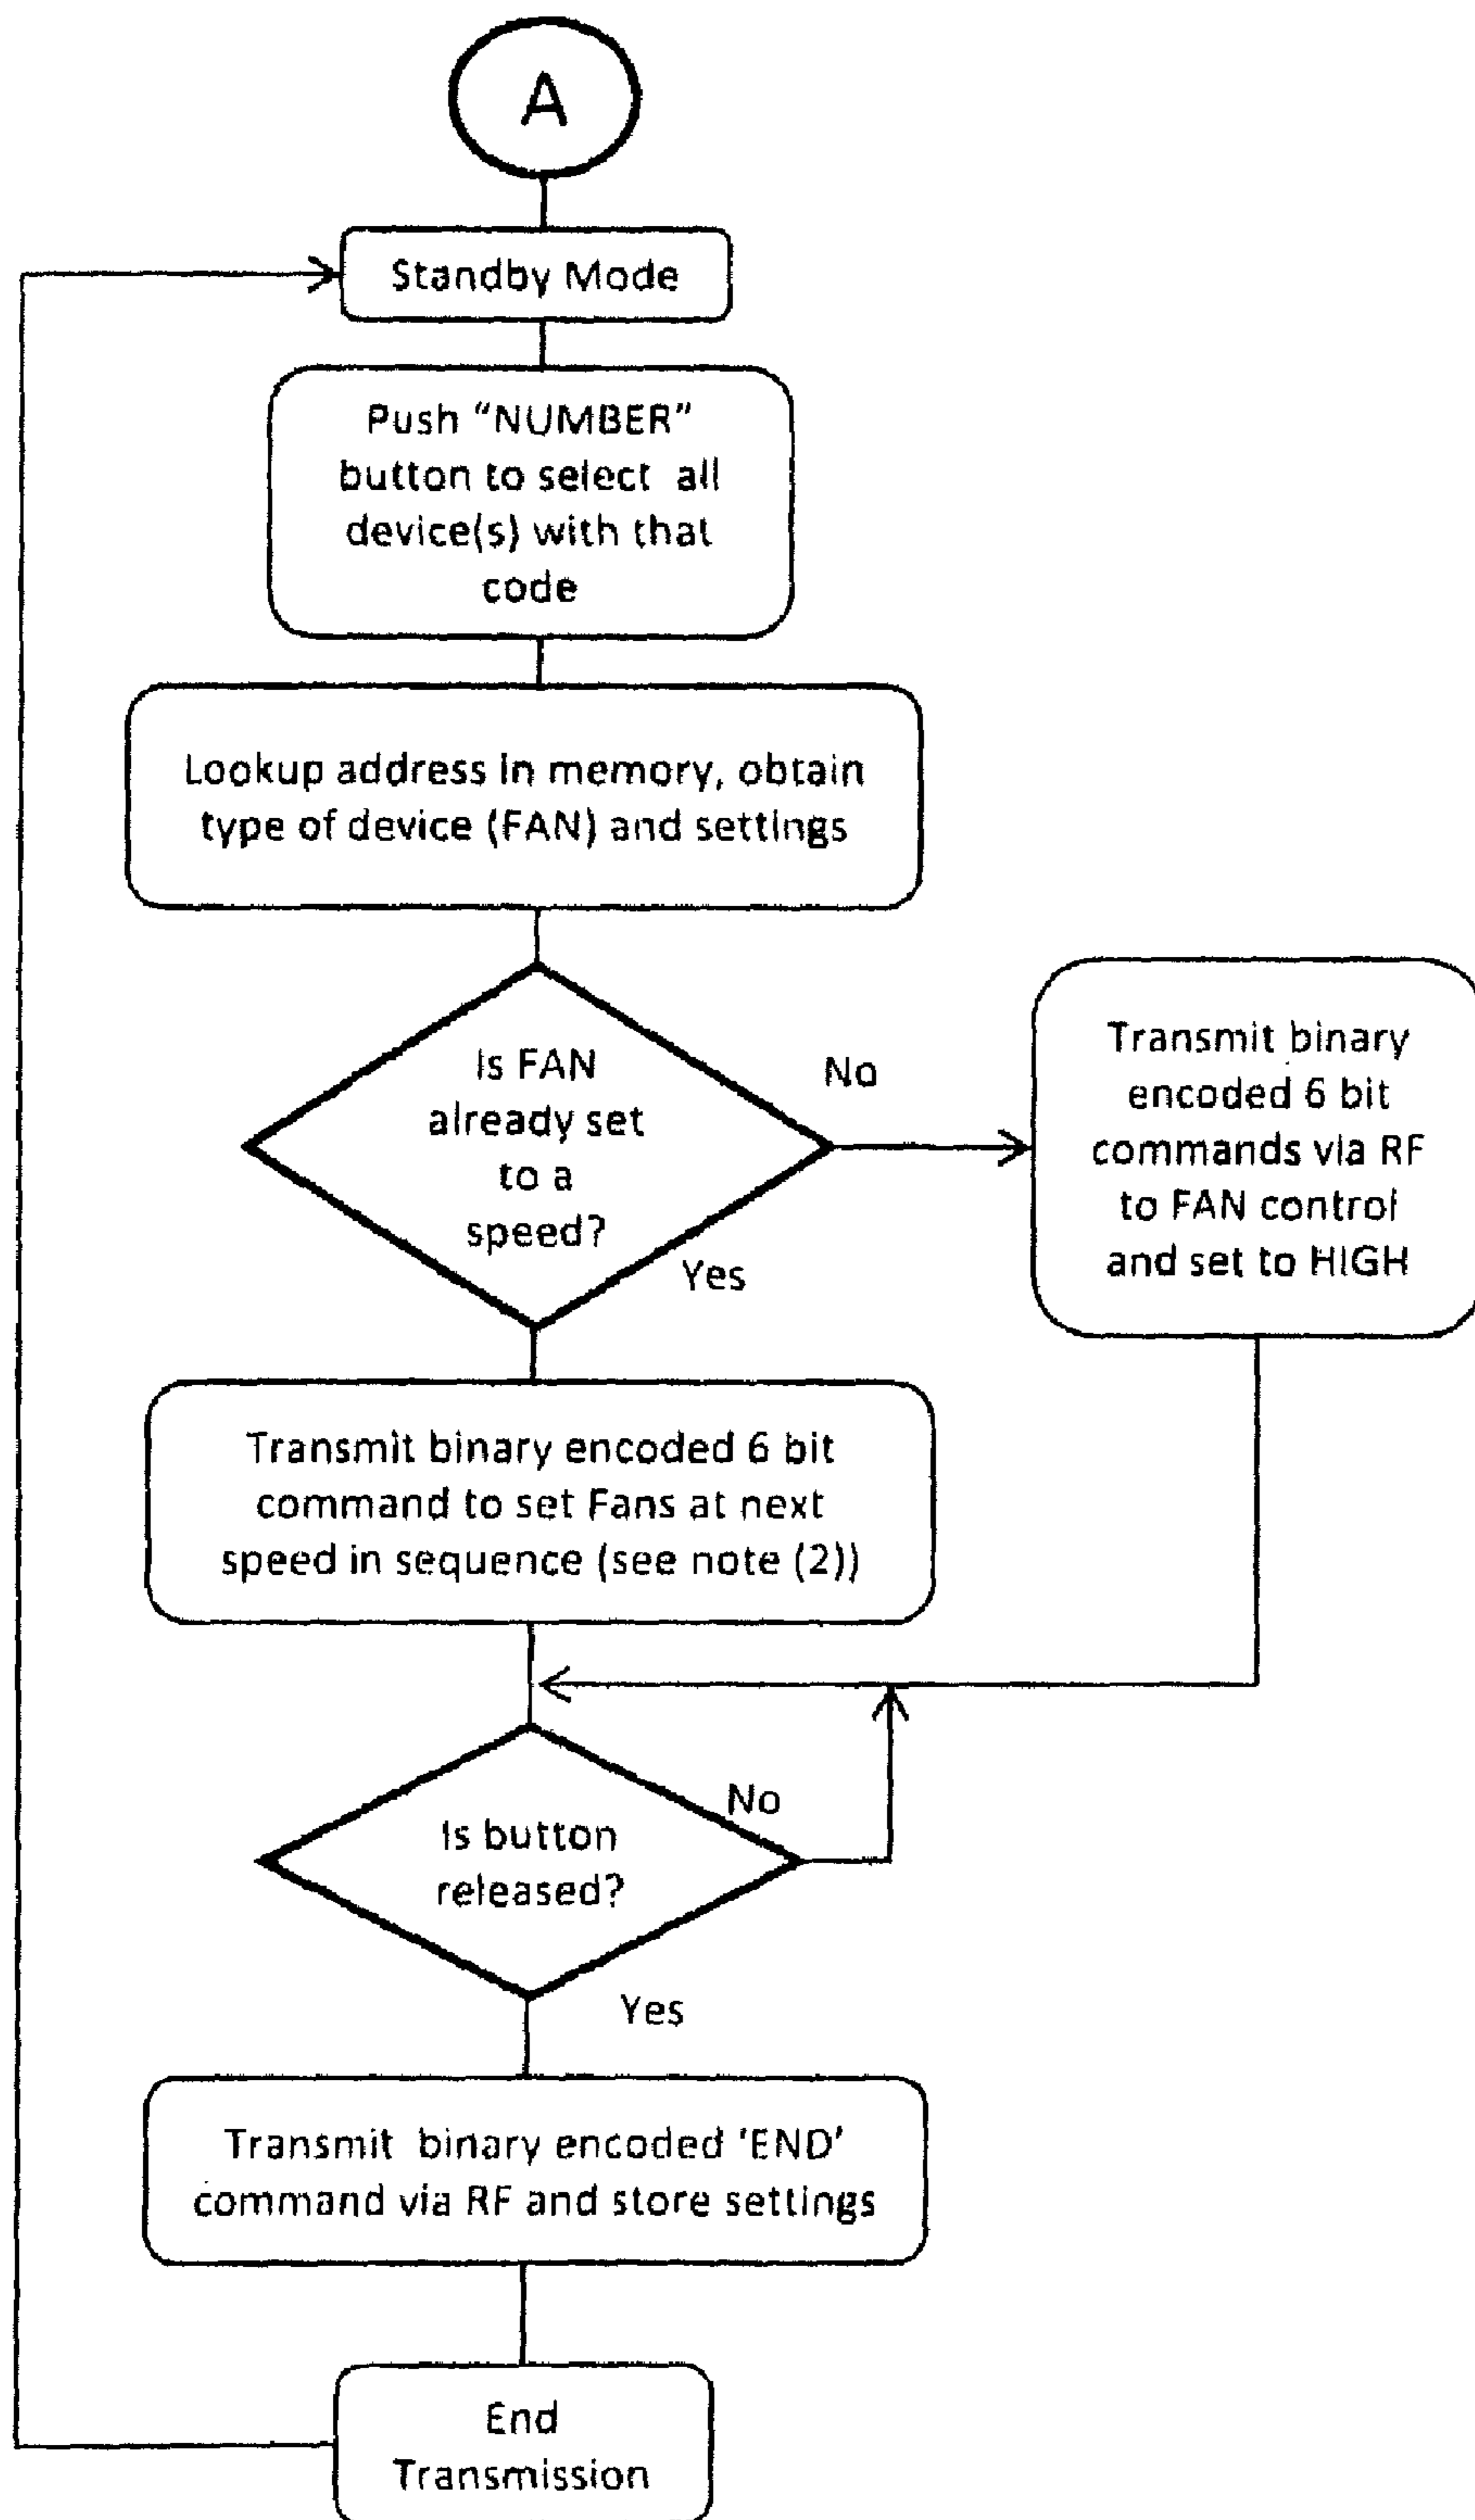 A
Standby Mode
Push “NUMBER”
button to select all
device(s) with that
code
Lookup address in memory, obtain
type of device (FAN) and settings
Is FAN
already set
to a
speed?
No
Yes
Transmit binary
encoded 6 bit
commands via RF
to FAN control
and set to HIGH
Transmit binary encoded 6 bit
command to set Fans at next
speed in sequence (see note (2))
Is button
released?
No
Yes
Transmit binary encoded ‘END’
command via RF and store settings
End
Transmission